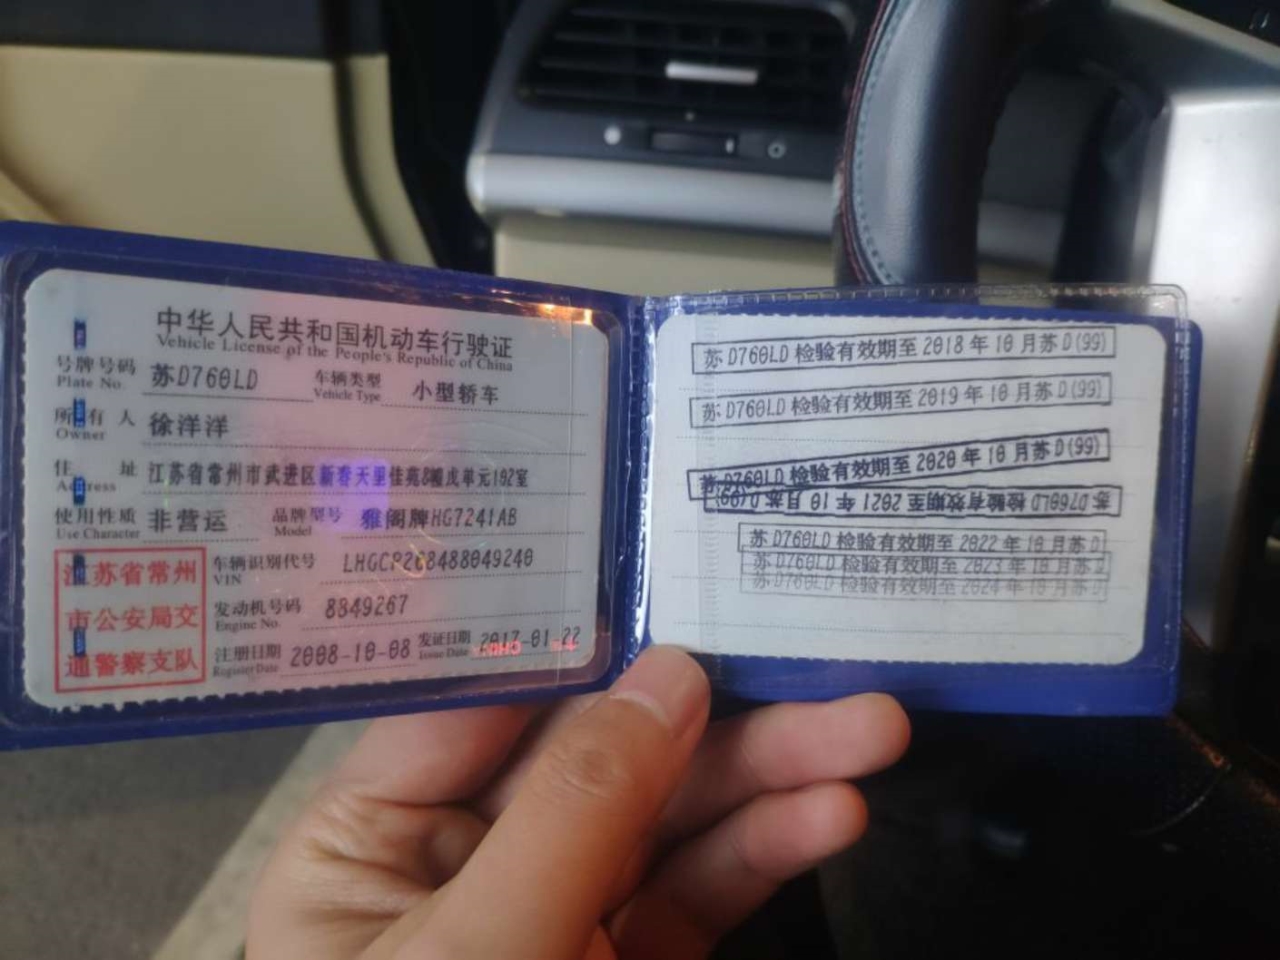 中华人民共和国机动车行驶证
Vehicle License of the People's Republic of China
号牌号码 苏D760LD 车辆类型 小型轿车
Plate No. Vehicle Type
所有人 徐洋洋
Owner
住址 江苏省常州市武进区新春天里佳苑8幢戊单元192室
Address
使用性质 非营运 品牌型号 雅阁牌HG7241AB
Use Character Model
江苏省常州
市公安局交
通警察支队
车辆识别代号 LHGCP268488049240
VIN
发动机号码 8849267
Engine No.
注册日期 2008-10-08 发证日期 2017-01-22
Register Date Issue Date
苏D760LD检验有效期至2018年10月苏D(99)
苏D760LD检验有效期至2019年10月苏D(99)
苏D760LD检验有效期至2020年10月苏D(99)
苏D760LD检验有效期至2021年10月苏D(99)
苏D760LD检验有效期至2022年10月苏D
苏D760LD检验有效期至2023年10月苏D
苏D760LD检验有效期至2024年10月苏D